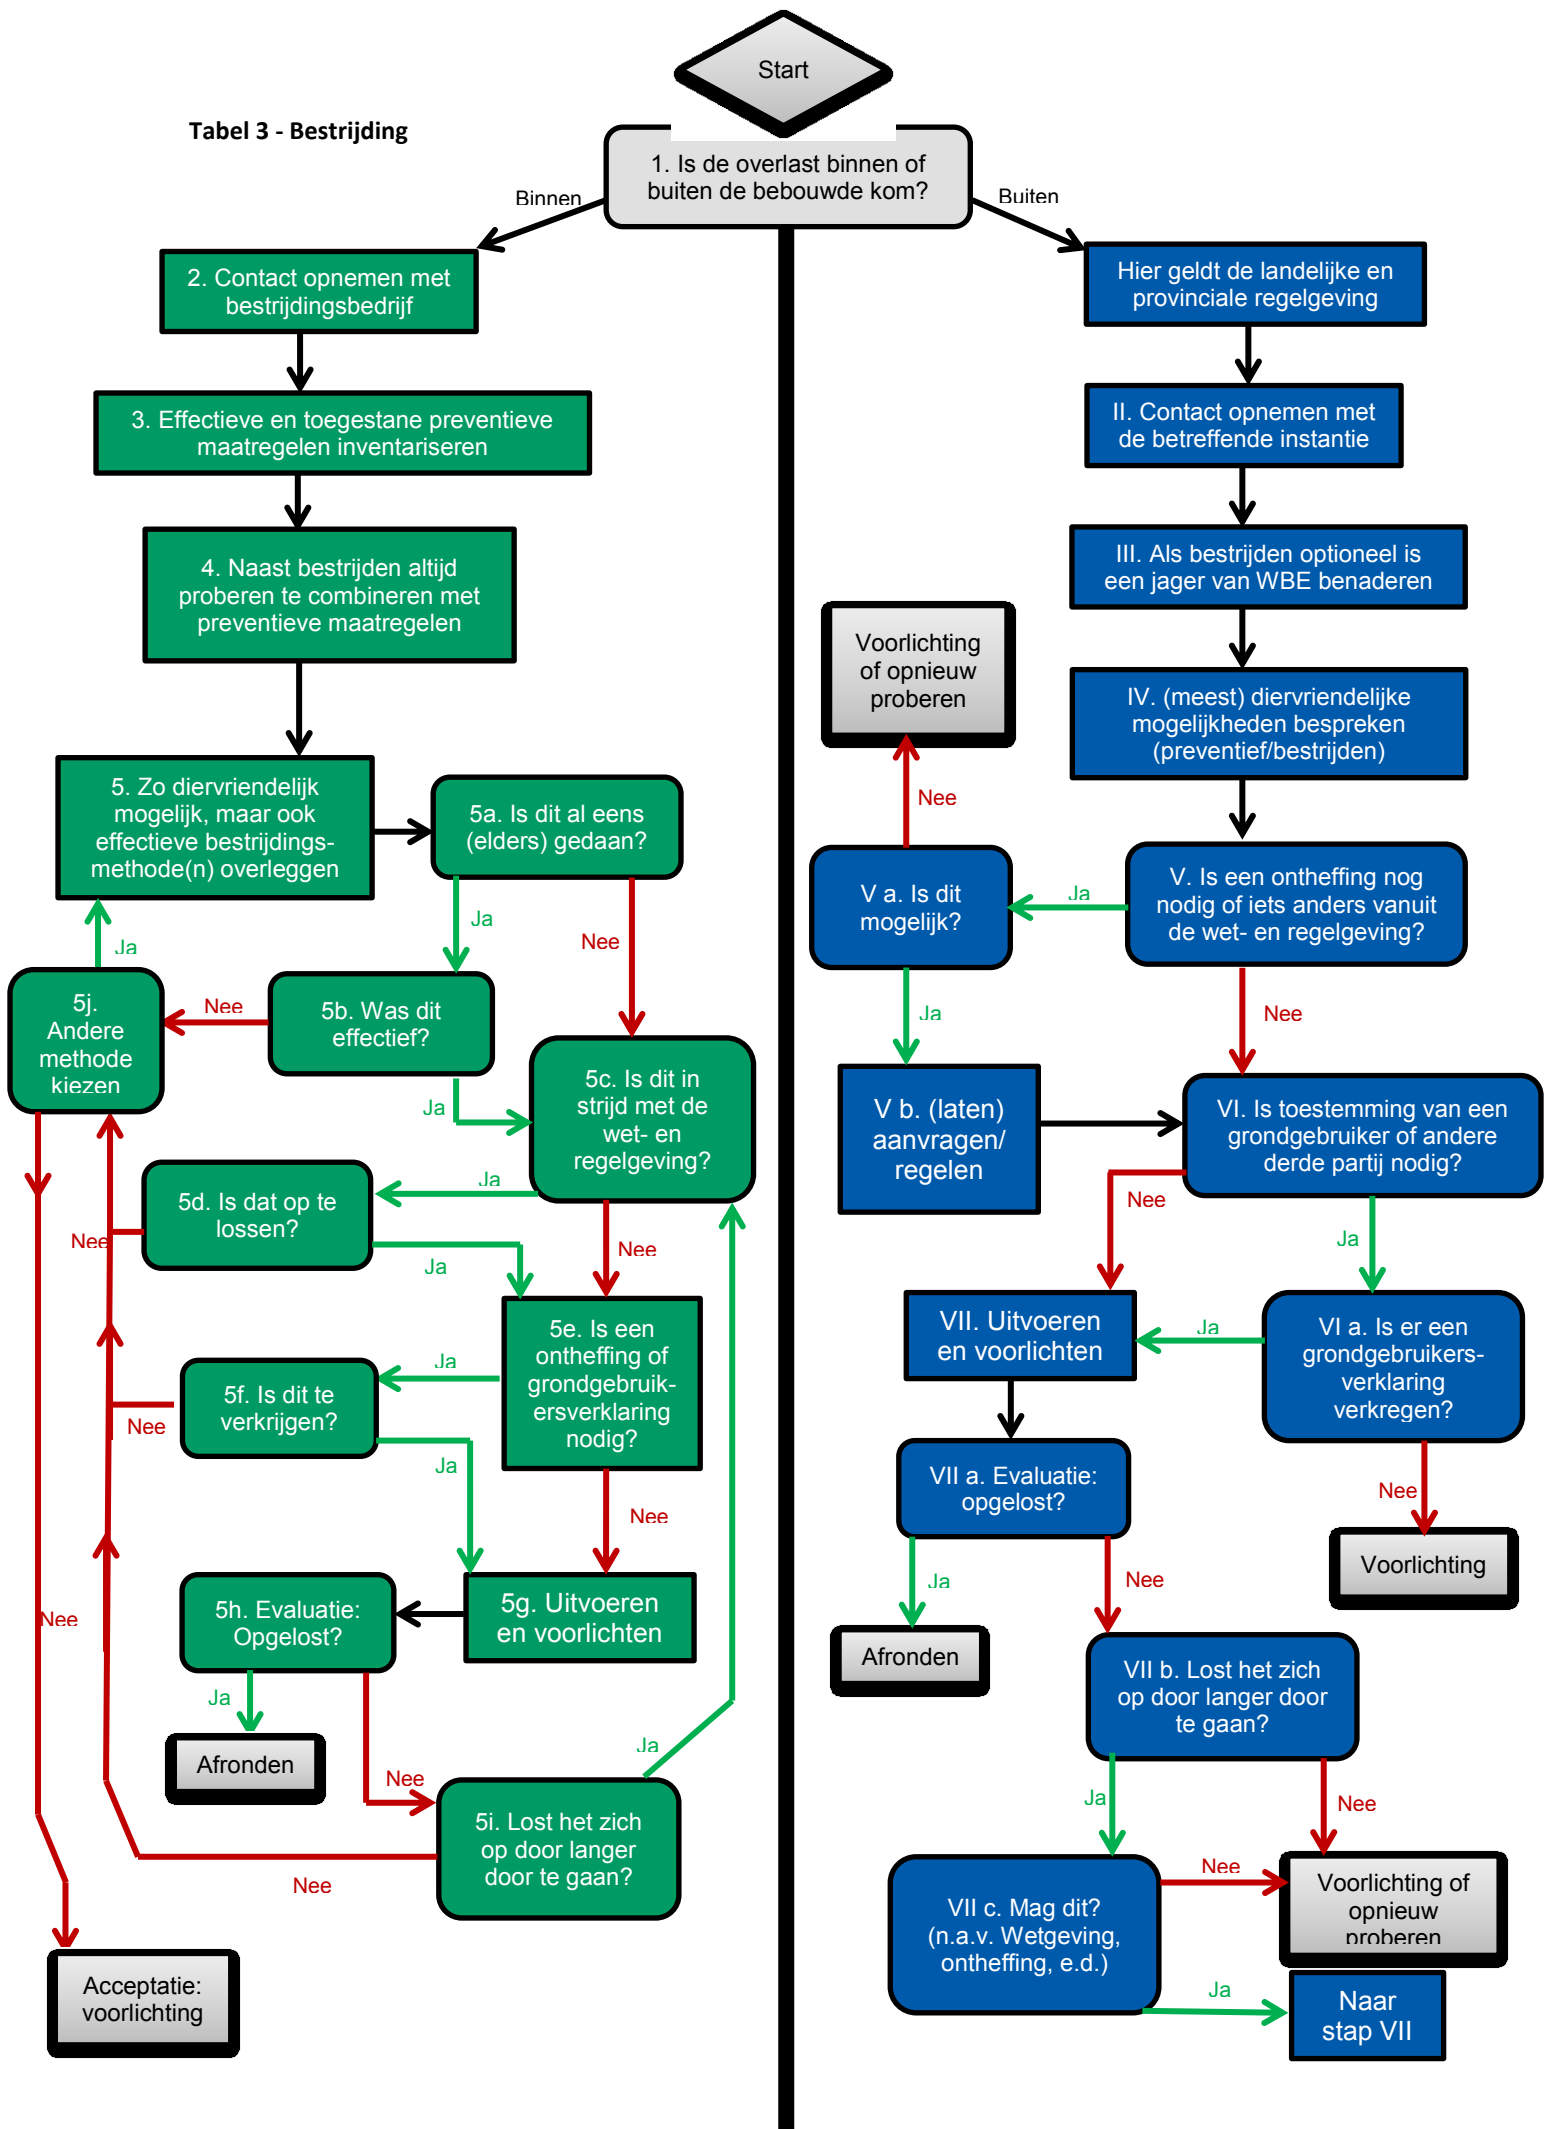 Start
Tabel 3 - Bestrijding
1. Is de overlast binnen of
buiten de bebouwde kom?
Binnen
Buiten
2. Contact opnemen met
bestrijdingsbedrijf
3. Effectieve en toegestane preventieve
maatregelen inventariseren
4. Naast bestrijden altijd
proberen te combineren met
preventieve maatregelen
5. Zo diervriendelijk
mogelijk, maar ook
effectieve bestrijdings-
methode(n) overleggen
5a. Is dit al eens
(elders) gedaan?
Ja
Nee
Ja
5j.
Andere
methode
kiezen
Nee
5b. Was dit
effectief?
Ja
5c. Is dit in
strijd met de
wet- en
regelgeving?
Ja
5d. Is dat op te
lossen?
Nee
Ja
Nee
5e. Is een
ontheffing of
grondgebruik-
ersverklaring
nodig?
Ja
5f. Is dit te
verkrijgen?
Nee
Ja
Nee
5g. Uitvoeren
en voorlichten
5h. Evaluatie:
Opgelost?
Nee
Ja
Afronden
Nee
Ja
5i. Lost het zich
op door langer
door te gaan?
Nee
Acceptatie:
voorlichting
Hier geldt de landelijke en
provinciale regelgeving
II. Contact opnemen met
de betreffende instantie
III. Als bestrijden optioneel is
een jager van WBE benaderen
Voorlichting
of opnieuw
proberen
IV. (meest) diervriendelijke
mogelijkheden bespreken
(preventief/bestrijden)
Nee
V a. Is dit
mogelijk?
Ja
V. Is een ontheffing nog
nodig of iets anders vanuit
de wet- en regelgeving?
Ja
Nee
V b. (laten)
aanvragen/
regelen
VI. Is toestemming van een
grondgebruiker of andere
derde partij nodig?
Nee
Ja
VII. Uitvoeren
en voorlichten
Ja
VI a. Is er een
grondgebruikers-
verklaring
verkregen?
VII a. Evaluatie:
opgelost?
Nee
Voorlichting
Ja
Nee
Afronden
VII b. Lost het zich
op door langer door
te gaan?
Ja
Nee
VII c. Mag dit?
(n.a.v. Wetgeving,
ontheffing, e.d.)
Nee
Voorlichting of
opnieuw
proberen
Ja
Naar
stap VII